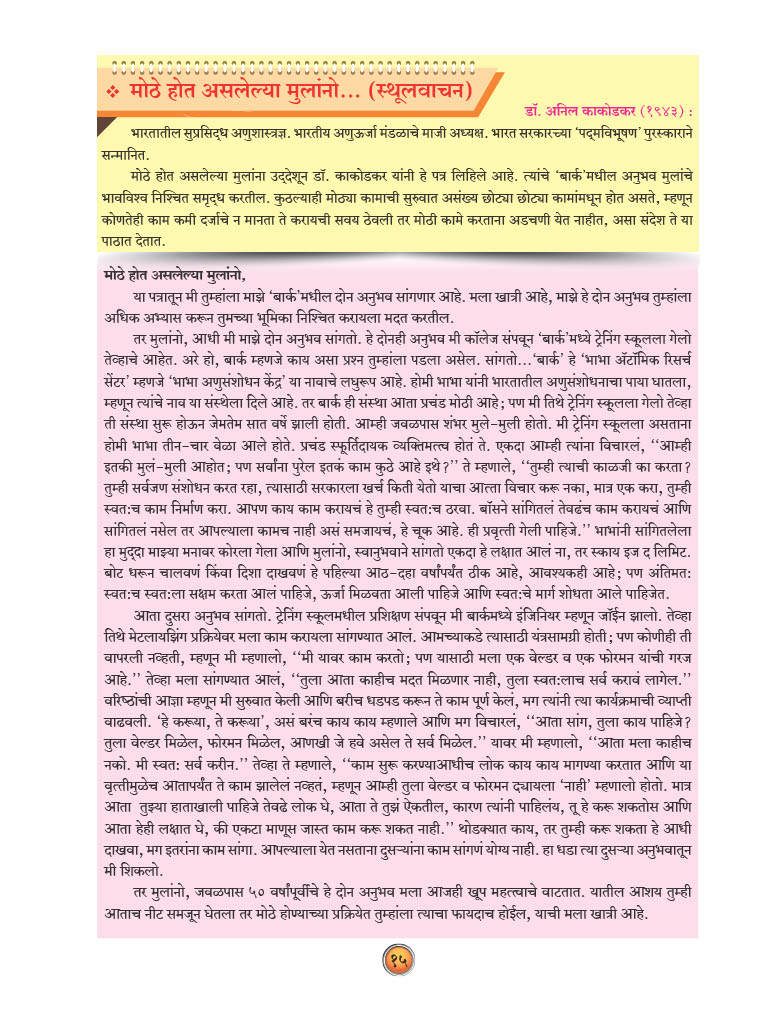 ❖ मोठे होत असलेल्या मुलांनो... (स्थूलवाचन)
डॉ. अनिल काकोडकर (१९४३) :
भारतातील सुप्रसिद्ध अणुशास्त्रज्ञ. भारतीय अणुऊर्जा मंडळाचे माजी अध्यक्ष. भारत सरकारच्या ‘पद्मविभूषण’ पुरस्काराने
सन्मानित.
मोठे होत असलेल्या मुलांना उद्देशून डॉ. काकोडकर यांनी हे पत्र लिहिले आहे. त्यांचे ‘बार्क’मधील अनुभव मुलांचे
भावविश्व निश्चित समृद्ध करतील. कुठल्याही मोठ्या कामाची सुरुवात असंख्य छोट्या छोट्या कामांमधून होत असते, म्हणून
कोणतेही काम कमी दर्जाचे न मानता ते करायची सवय ठेवली तर मोठी कामे करताना अडचणी येत नाहीत, असा संदेश ते या
पाठात देतात.
मोठे होत असलेल्या मुलांनो,
या पत्रातून मी तुम्हांला माझे ‘बार्क’मधील दोन अनुभव सांगणार आहे. मला खात्री आहे, माझे हे दोन अनुभव तुम्हांला
अधिक अभ्यास करून तुमच्या भूमिका निश्चित करायला मदत करतील.
तर मुलांनो, आधी मी माझे दोन अनुभव सांगतो. हे दोनही अनुभव मी कॉलेज संपवून ‘बार्क’मध्ये ट्रेनिंग स्कूलला गेलो
तेव्हाचे आहेत. अरे हो, बार्क म्हणजे काय असा प्रश्न तुम्हांला पडला असेल. सांगतो...‘बार्क’ हे ‘भाभा ॲटॉमिक रिसर्च
सेंटर’ म्हणजे ‘भाभा अणुसंशोधन केंद्र’ या नावाचे लघुरूप आहे. होमी भाभा यांनी भारतातील अणुसंशोधनाचा पाया घातला,
म्हणून त्यांचे नाव या संस्थेला दिले आहे. तर बार्क ही संस्था आता प्रचंड मोठी आहे; पण मी तिथे ट्रेनिंग स्कूलला गेलो तेव्हा
ती संस्था सुरू होऊन जेमतेम सात वर्षे झाली होती. आम्ही जवळपास शंभर मुले-मुली होतो. मी ट्रेनिंग स्कूलला असताना
होमी भाभा तीन-चार वेळा आले होते. प्रचंड स्फूर्तिदायक व्यक्तिमत्त्व होतं ते. एकदा आम्ही त्यांना विचारलं, ‘‘आम्ही
इतकी मुलं-मुली आहोत; पण सर्वांना पुरेल इतकं काम कुठे आहे इथे?’’ ते म्हणाले, ‘‘तुम्ही त्याची काळजी का करता?
तुम्ही सर्वजण संशोधन करत रहा, त्यासाठी सरकारला खर्च किती येतो याचा आत्ता विचार करू नका, मात्र एक करा, तुम्ही
स्वत:च काम निर्माण करा. आपण काय काम करायचं हे तुम्ही स्वत:च ठरवा. बॉसने सांगितलं तेवढंच काम करायचं आणि
सांगितलं नसेल तर आपल्याला कामच नाही असं समजायचं, हे चूक आहे. ही प्रवृत्ती गेली पाहिजे.’’ भाभांनी सांगितलेला
हा मुद्दा माझ्या मनावर कोरला गेला आणि मुलांनो, स्वानुभवाने सांगतो एकदा हे लक्षात आलं ना, तर स्काय इज द लिमिट.
बोट धरून चालवणं किंवा दिशा दाखवणं हे पहिल्या आठ-दहा वर्षांपर्यंत ठीक आहे, आवश्यकही आहे; पण अंतिमत:
स्वत:च स्वत:ला सक्षम करता आलं पाहिजे, ऊर्जा मिळवता आली पाहिजे आणि स्वत:चे मार्ग शोधता आले पाहिजेत.
आता दुसरा अनुभव सांगतो. ट्रेनिंग स्कूलमधील प्रशिक्षण संपवून मी बार्कमध्ये इंजिनियर म्हणून जॉईन झालो. तेव्हा
तिथे मेटलायझिंग प्रक्रियेवर मला काम करायला सांगण्यात आलं. आमच्याकडे त्यासाठी यंत्रसामग्री होती; पण कोणीही ती
वापरली नव्हती, म्हणून मी म्हणालो, ‘‘मी यावर काम करतो; पण यासाठी मला एक वेल्डर व एक फोरमन यांची गरज
आहे.’’ तेव्हा मला सांगण्यात आलं, ‘‘तुला आता काहीच मदत मिळणार नाही, तुला स्वत:लाच सर्व करावं लागेल.’’
वरिष्ठांची आज्ञा म्हणून मी सुरुवात केली आणि बरीच धडपड करून ते काम पूर्ण केलं, मग त्यांनी त्या कार्यक्रमाची व्याप्ती
वाढवली. ‘हे करूया, ते करूया’, असं बरंच काय काय म्हणाले आणि मग विचारलं, ‘‘आता सांग, तुला काय पाहिजे?
तुला वेल्डर मिळेल, फोरमन मिळेल, आणखी जे हवे असेल ते सर्व मिळेल.’’ यावर मी म्हणालो, ‘‘आता मला काहीच
नको. मी स्वत: सर्व करीन.’’ तेव्हा ते म्हणाले, ‘‘काम सुरू करण्याआधीच लोक काय काय मागण्या करतात आणि या
वृत्तीमुळेच आतापर्यंत ते काम झालेलं नव्हतं, म्हणून आम्ही तुला वेल्डर व फोरमन द्यायला ‘नाही’ म्हणालो होतो. मात्र
आता तुझ्या हाताखाली पाहिजे तेवढे लोक घे, आता ते तुझं ऐकतील, कारण त्यांनी पाहिलंय, तू हे करू शकतोस आणि
आता हेही लक्षात घे, की एकटा माणूस जास्त काम करू शकत नाही.’’ थोडक्यात काय, तर तुम्ही करू शकता हे आधी
दाखवा, मग इतरांना काम सांगा. आपल्याला येत नसताना दुसऱ्यांना काम सांगणं योग्य नाही. हा धडा त्या दुसऱ्या अनुभवातून
मी शिकलो.
तर मुलांनो, जवळपास ५० वर्षांपूर्वीचे हे दोन अनुभव मला आजही खूप महत्त्वाचे वाटतात. यातील आशय तुम्ही
आताच नीट समजून घेतला तर मोठे होण्याच्या प्रक्रियेत तुम्हांला त्याचा फायदाच होईल, याची मला खात्री आहे.
१५